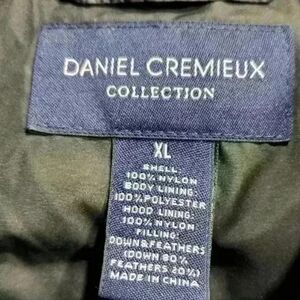 DANIEL CREMIEUX
COLLECTION
XL
SHELL:
100% NYLON
BODY LINING:
100% POLYESTER
HOOD LINING:
100% NYLON
FILLING:
DOWN&FEATHERS
(DOWN 80%
FEATHERS 20%)
MADE IN CHINA